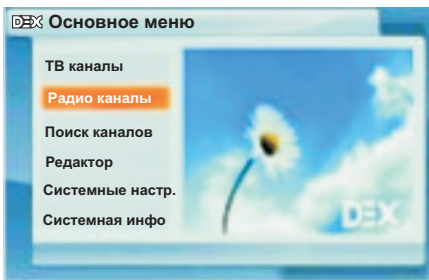 DEX Основное меню
ТВ каналы
Радио каналы
Поиск каналов
Редактор
Системные настр.
Системная инфо
DEX